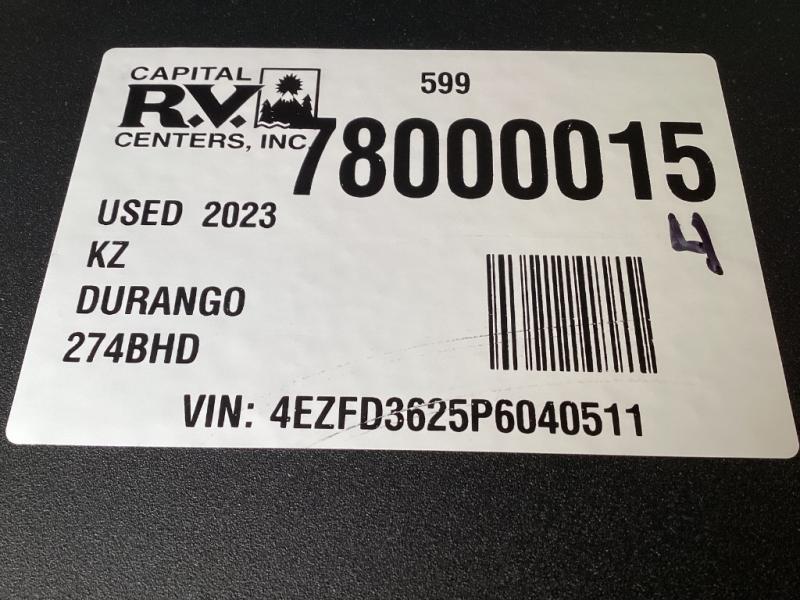 CAPITAL
R.V.
CENTERS, INC.
599
78000015
4
USED 2023
KZ
DURANGO
274BHD
VIN: 4EZFD3625P6040511